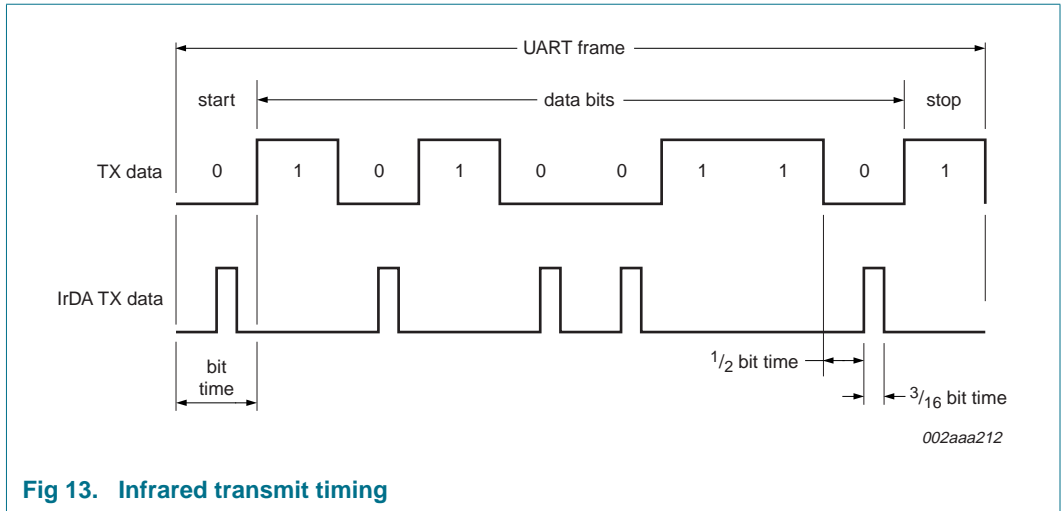 UART frame
start data bits stop
TX data 0 1 0 1 0 0 1 1 0 1
IrDA TX data
bit
time
1/2 bit time
3/16 bit time
002aaa212
Fig 13. Infrared transmit timing